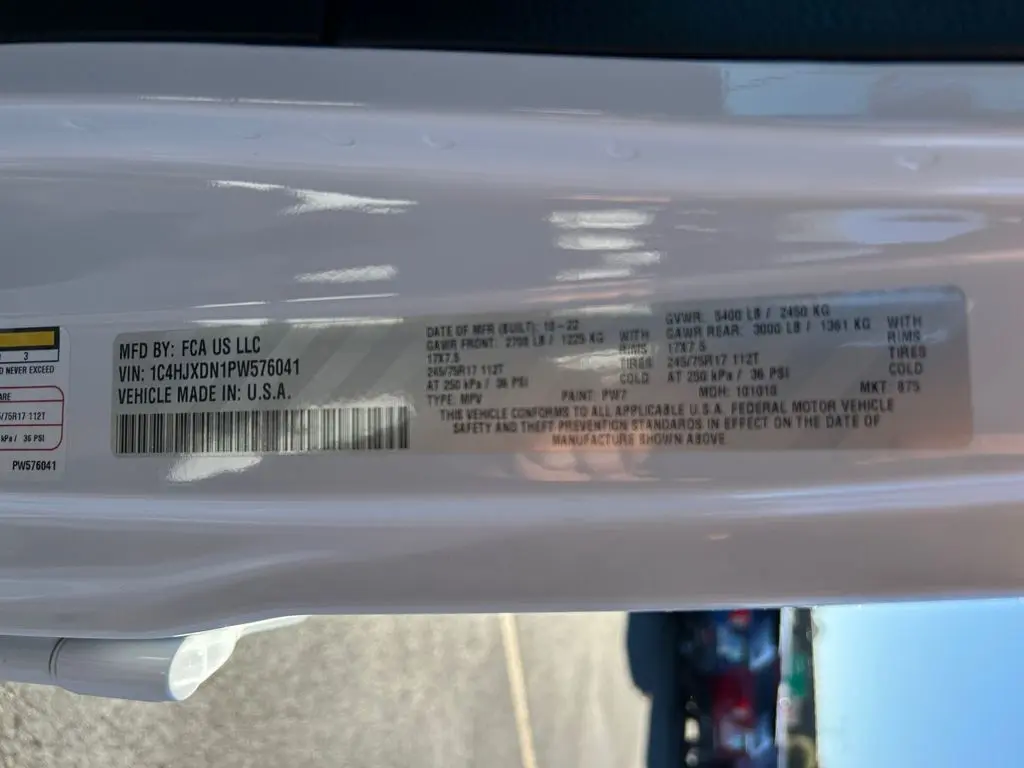 3
D NEVER EXCEED
ARE
/75R17 112T
kPa / 36 PSI
PW576041
MFD BY: FCA US LLC
VIN: 1C4HJXDN1PW576041
VEHICLE MADE IN: U.S.A.
DATE OF MFR (BUILT): 10-22
GAWR FRONT: 2700 LB / 1225 KG WITH
17X7.5 RIMS
245/75R17 112T TIRES
AT 250 kPa / 36 PSI COLD
TYPE: MPV PAINT: PW7
GVWR: 5400 LB / 2450 KG
GAWR REAR: 3000 LB / 1361 KG WITH
17X7.5 RIMS
245/75R17 112T TIRES
AT 250 kPa / 36 PSI COLD
MDH: 101010 MKT 875
THIS VEHICLE CONFORMS TO ALL APPLICABLE U.S.A. FEDERAL MOTOR VEHICLE
SAFETY AND THEFT PREVENTION STANDARDS IN EFFECT ON THE DATE OF
MANUFACTURE SHOWN ABOVE.